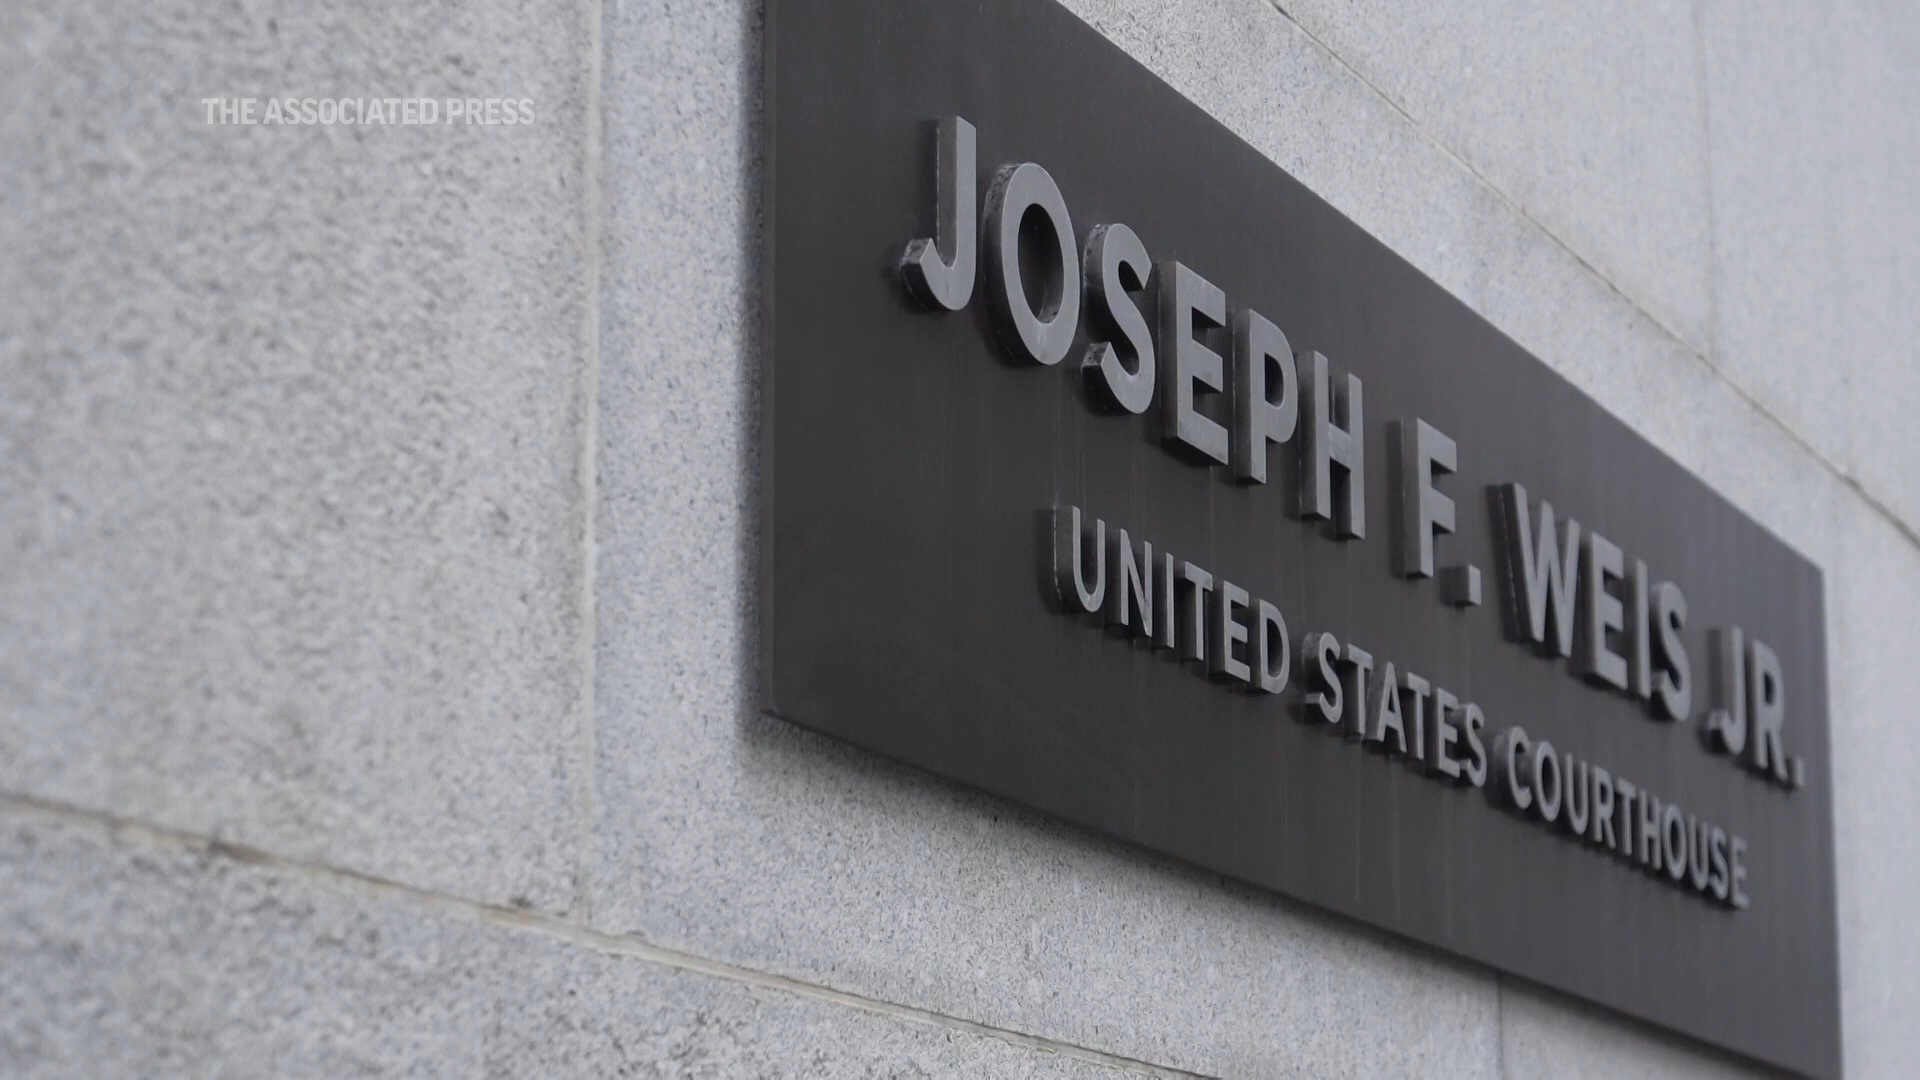 THE ASSOCIATED PRESS
JOSEPH F. WEIS JR.
UNITED STATES COURTHOUSE